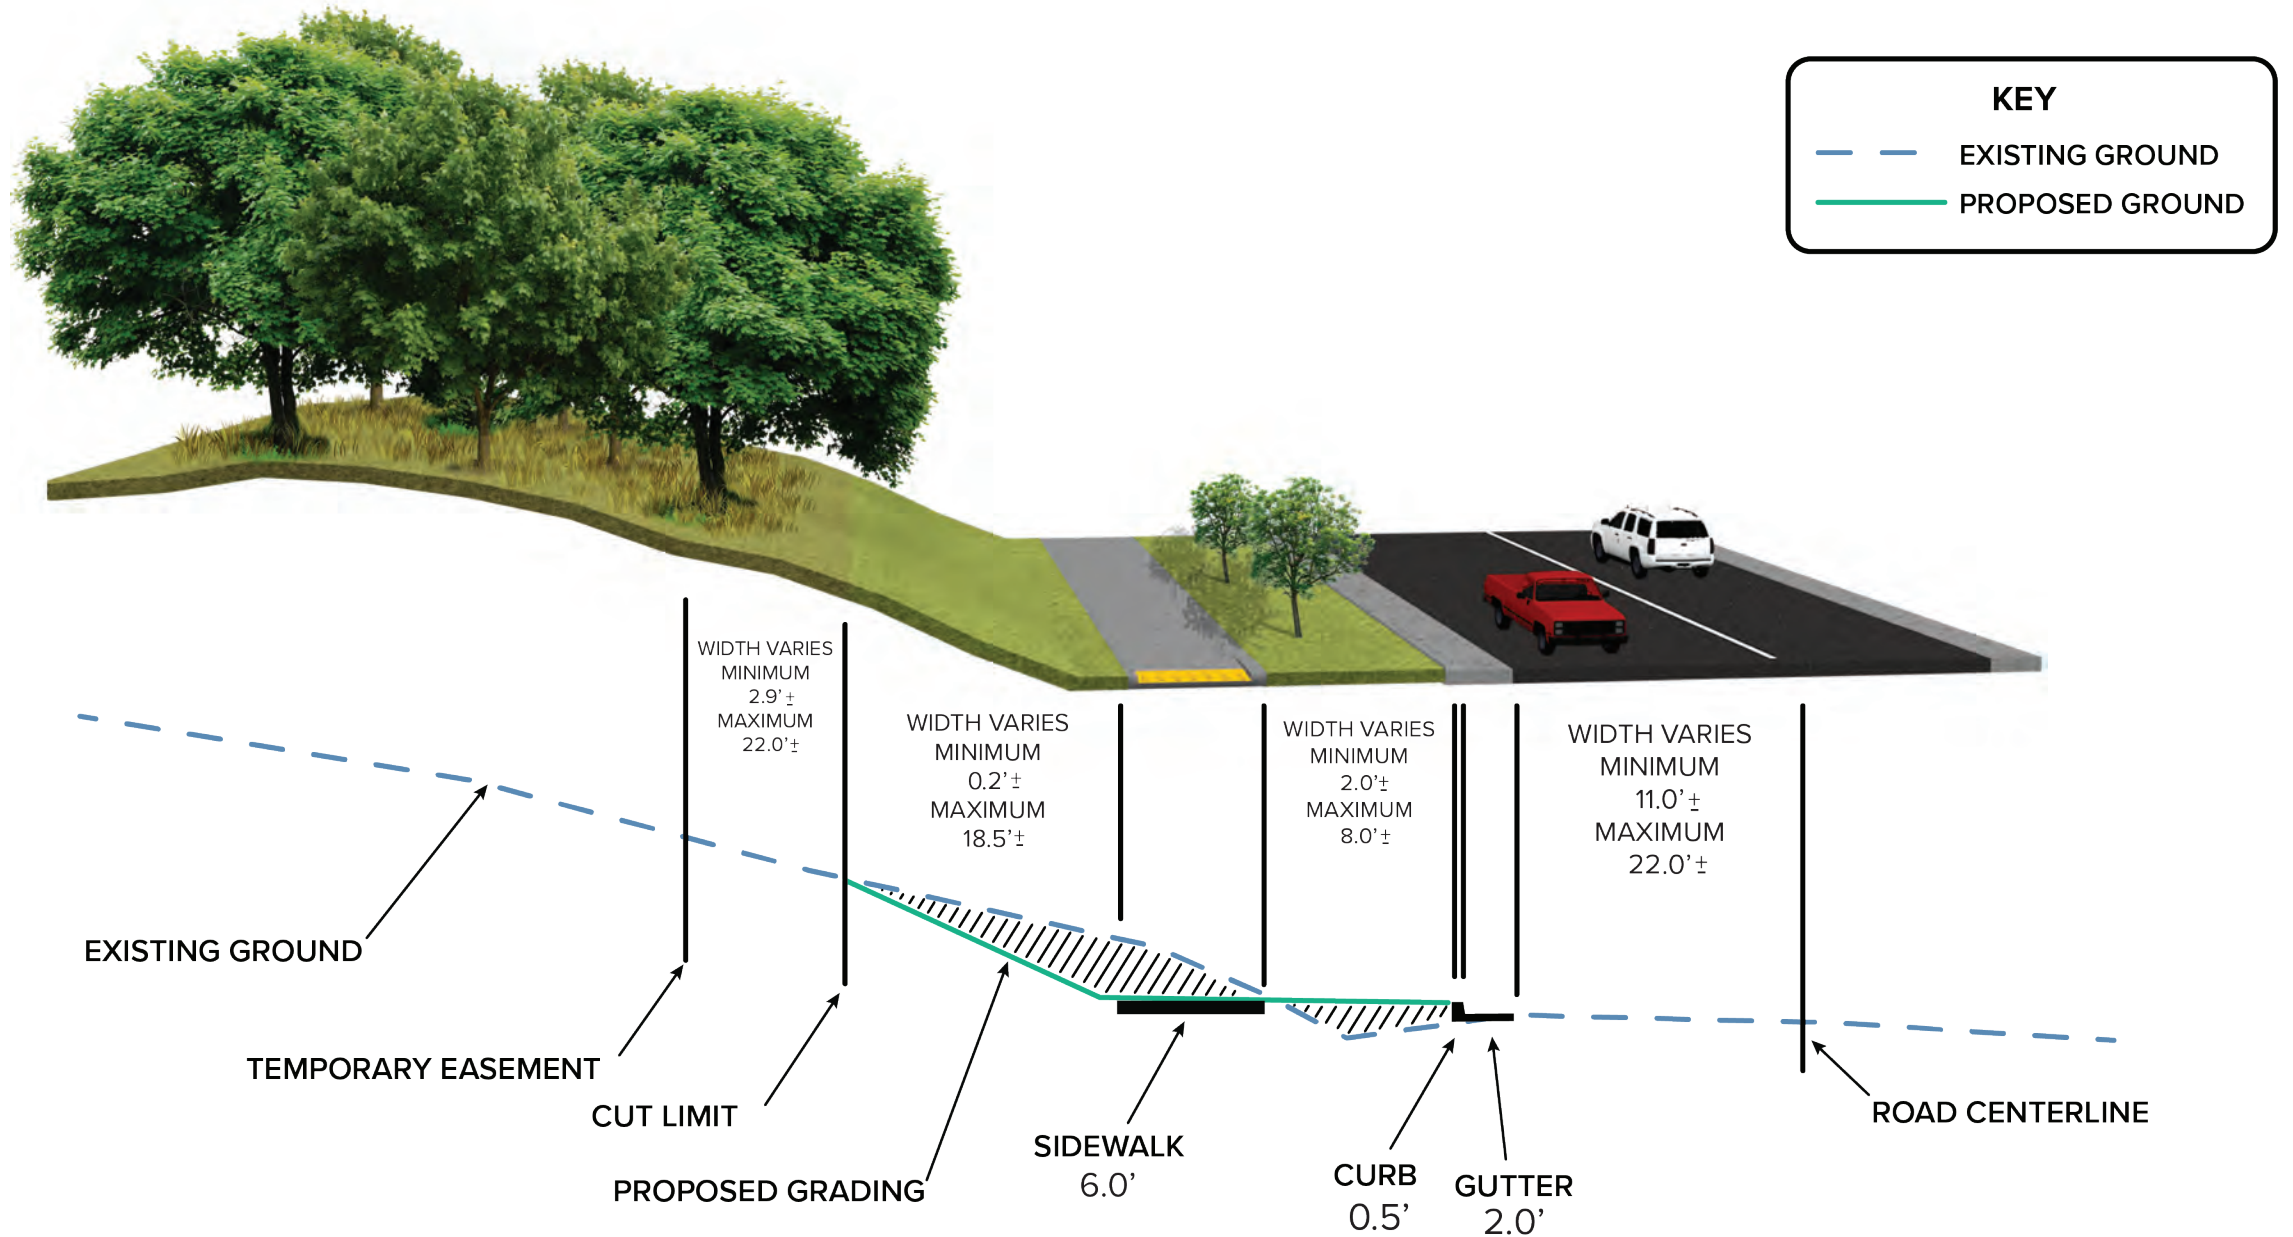 KEY
EXISTING GROUND
PROPOSED GROUND
WIDTH VARIES
MINIMUM
2.9'±
MAXIMUM
22.0'±
WIDTH VARIES
MINIMUM
0.2'±
MAXIMUM
18.5'±
WIDTH VARIES
MINIMUM
2.0'±
MAXIMUM
8.0'±
WIDTH VARIES
MINIMUM
11.0'±
MAXIMUM
22.0'±
EXISTING GROUND
TEMPORARY EASEMENT
CUT LIMIT
PROPOSED GRADING
SIDEWALK
6.0'
CURB
0.5'
GUTTER
2.0'
ROAD CENTERLINE